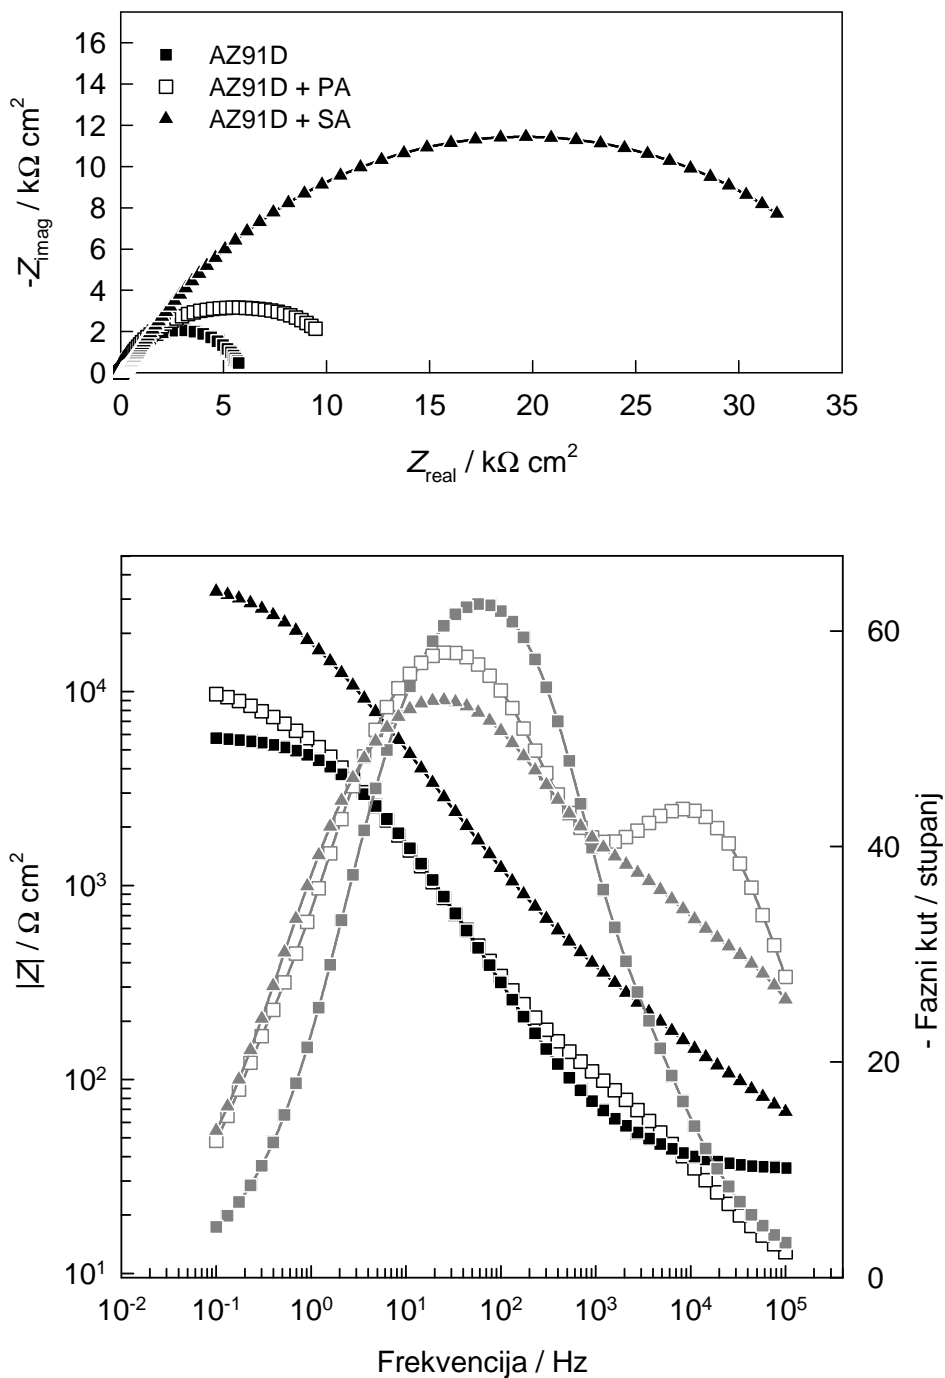 16
14
12
10
8
6
4
2
0
-Zimag / kΩ cm²
AZ91D
AZ91D + PA
AZ91D + SA
0 5 10 15 20 25 30 35
Zreal / kΩ cm²
10⁴
10³
10²
10¹
|Z| / Ω cm²
60
40
20
0
- Fazni kut / stupanj
10⁻² 10⁻¹ 10⁰ 10¹ 10² 10³ 10⁴ 10⁵
Frekvencija / Hz